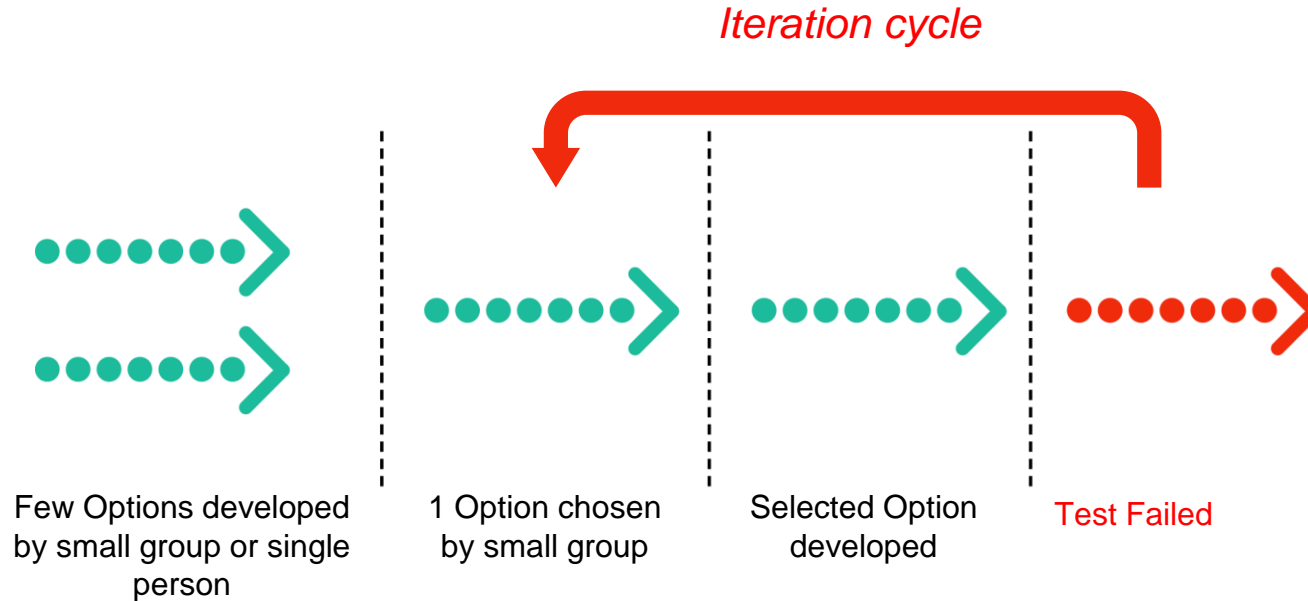 Iteration cycle
Few Options developed
by small group or single
person
1 Option chosen
by small group
Selected Option
developed
Test Failed